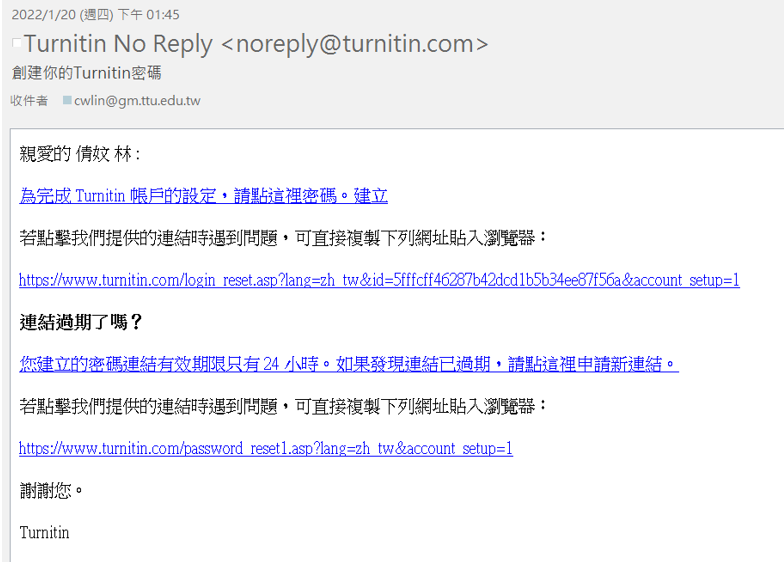 2022/1/20 (週四) 下午 01:45
Turnitin No Reply <noreply@turnitin.com>
創建你的Turnitin密碼
收件者 cwlin@gm.ttu.edu.tw
親愛的 倩妏 林 :
為完成 Turnitin 帳戶的設定，請點這裡密碼。建立
若點擊我們提供的連結時遇到問題，可直接複製下列網址貼入瀏覽器：
https://www.turnitin.com/login_reset.asp?lang=zh_tw&id=5fffcff46287b42dcd1b5b34ee87f56a&account_setup=1
連結過期了嗎？
您建立的密碼連結有效期限只有 24 小時。如果發現連結已過期，請點這裡申請新連結。
若點擊我們提供的連結時遇到問題，可直接複製下列網址貼入瀏覽器：
https://www.turnitin.com/password_reset1.asp?lang=zh_tw&account_setup=1
謝謝您。
Turnitin